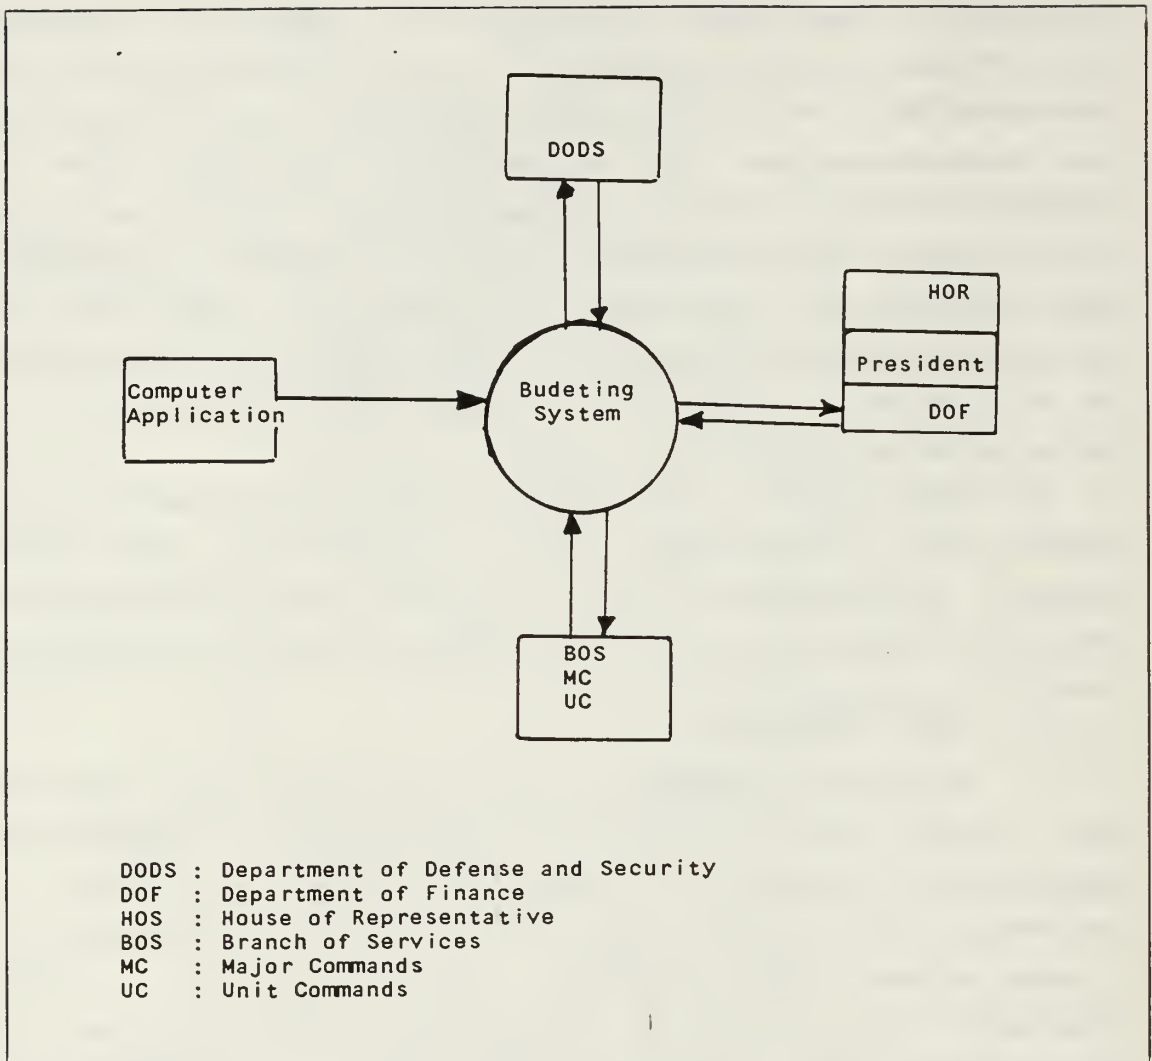 DODS
HOR
President
DOF
Computer
Application
Budeting
System
BOS
MC
UC
DODS : Department of Defense and Security
DOF : Department of Finance
HOS : House of Representative
BOS : Branch of Services
MC : Major Commands
UC : Unit Commands